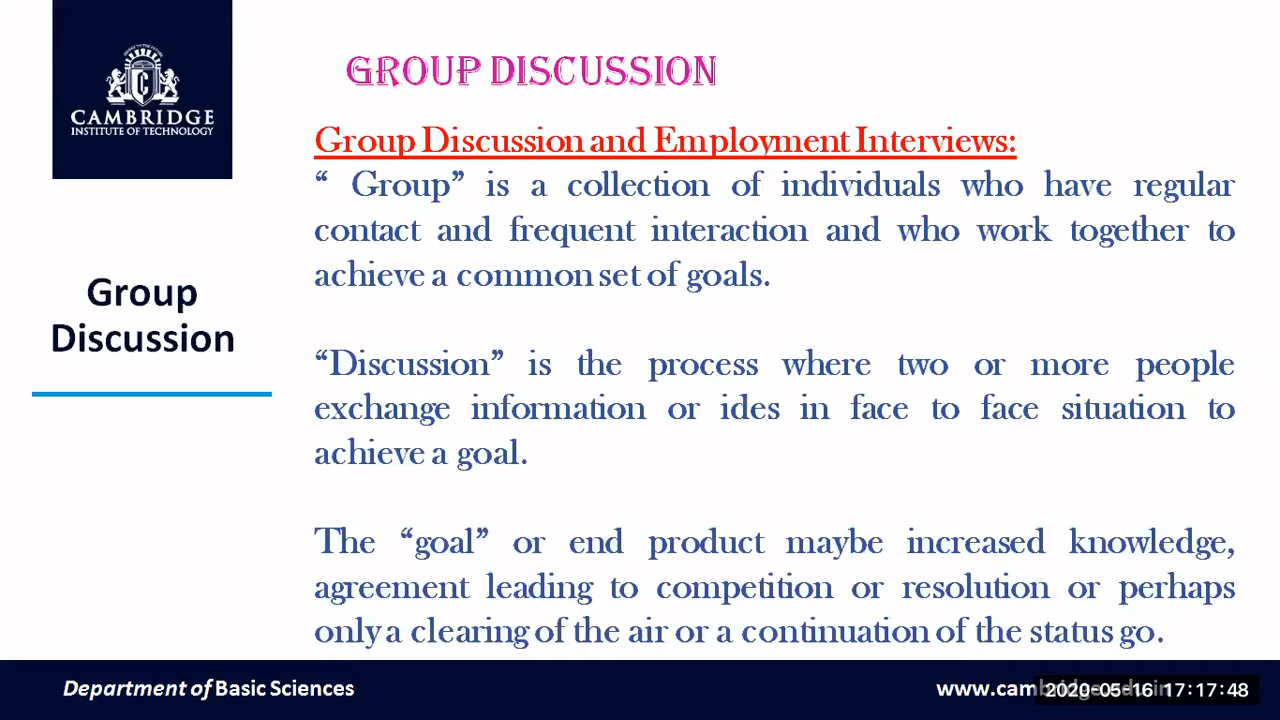 CAMBRIDGE
INSTITUTE OF TECHNOLOGY
GROUP DISCUSSION
Group Discussion and Employment Interviews:
“ Group” is a collection of individuals who have regular
contact and frequent interaction and who work together to
achieve a common set of goals.
Group
Discussion
“Discussion” is the process where two or more people
exchange information or ides in face to face situation to
achieve a goal.
The “goal” or end product maybe increased knowledge,
agreement leading to competition or resolution or perhaps
only a clearing of the air or a continuation of the status go.
Department of Basic Sciences
www.cambridge.edu.in
2020-05-16 17:17:48